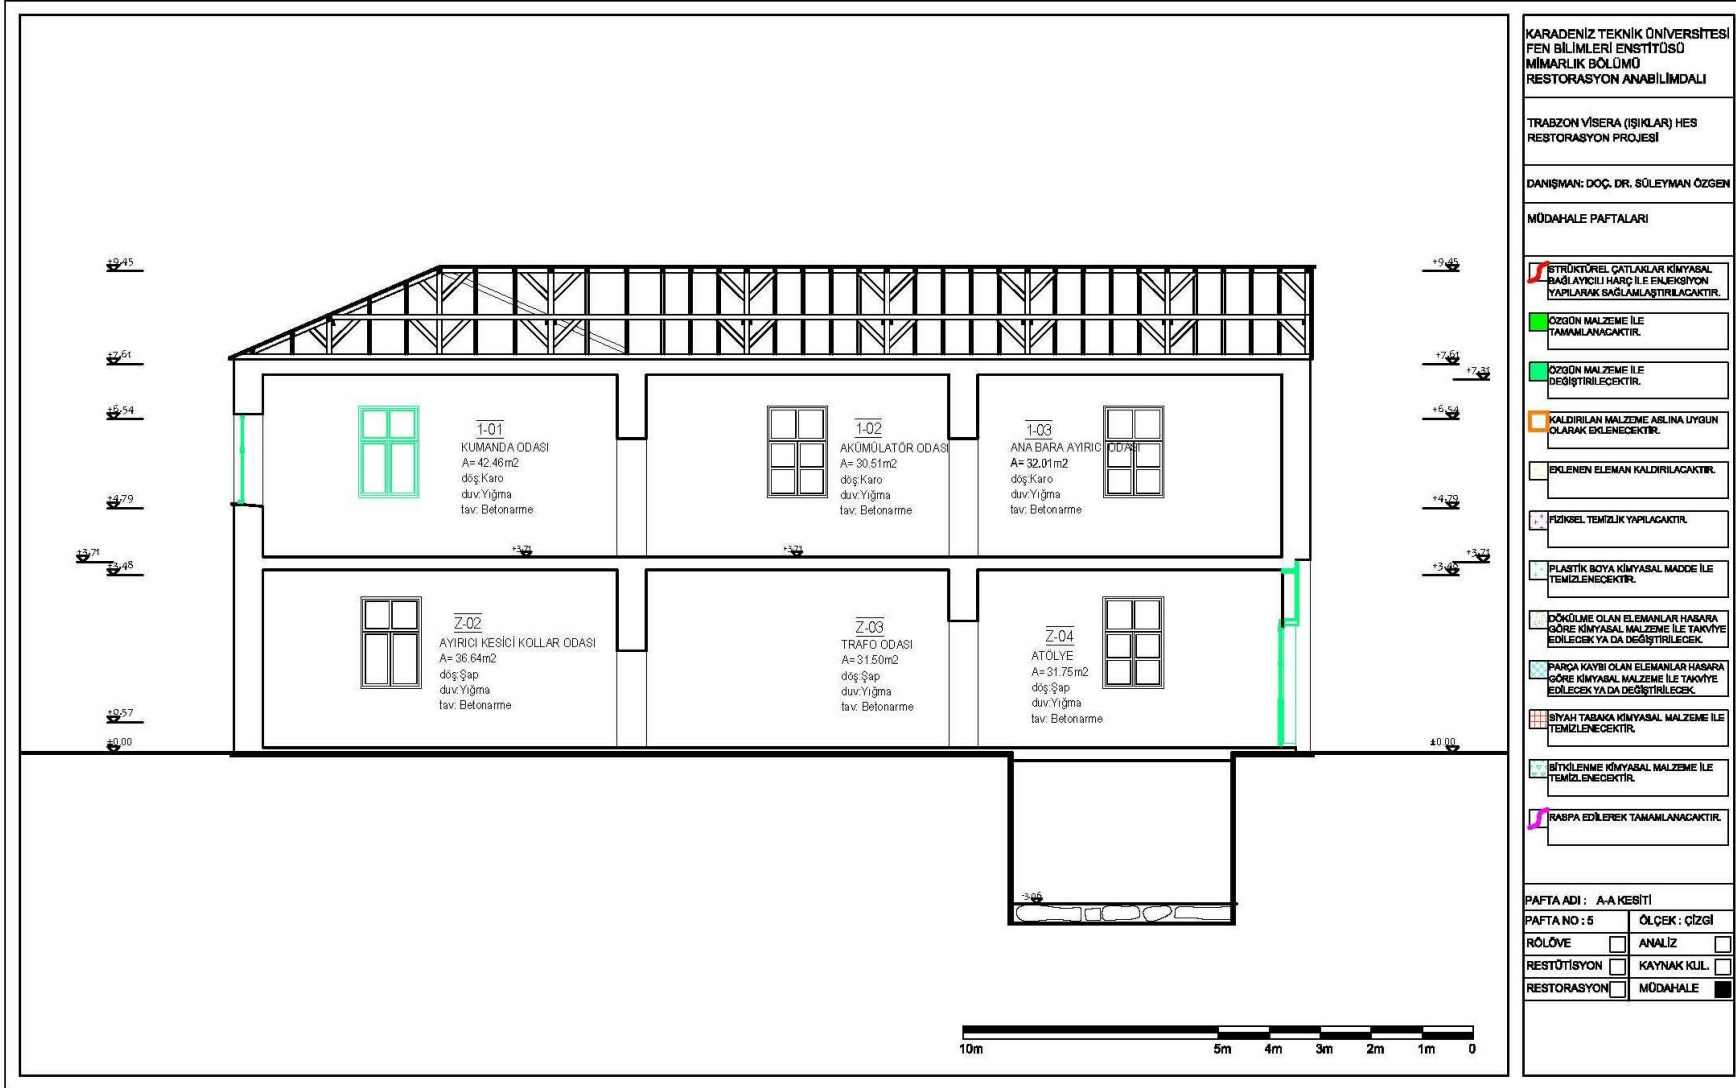 KARADENİZ TEKNİK ÜNİVERSİTESİ
FEN BİLİMLERİ ENSTİTÜSÜ
MİMARLIK BÖLÜMÜ
RESTORASYON ANABİLİMDALI
TRABZON VİSERA (IŞIKLAR) HES
RESTORASYON PROJESİ
DANIŞMAN: DOÇ. DR. SÜLEYMAN ÖZGEN
MÜDAHALE PAFTALARI
STRÜKTÜREL ÇATLAKLAR KİMYASAL
BAĞLAYICILI HARÇ İLE ENJEKSİYON
YAPILARAK SAĞLAMLAŞTIRILACAKTIR.
ÖZGÜN MALZEME İLE
TAMAMLANACAKTIR.
ÖZGÜN MALZEME İLE
DEĞİŞTİRİLECEKTİR.
KALDIRILAN MALZEME ASLINA UYGUN
OLARAK EKLENECEKTİR.
EKLENEN ELEMAN KALDIRILACAKTIR.
FİZİKSEL TEMİZLİK YAPILACAKTIR.
PLASTİK BOYA KİMYASAL MADDE İLE
TEMİZLENECEKTİR.
DÖKÜLME OLAN ELEMANLAR HASARA
GÖRE KİMYASAL MALZEME İLE TAKVİYE
EDİLECEK YA DA DEĞİŞTİRİLECEK.
PARÇA KAYBI OLAN ELEMANLAR HASARA
GÖRE KİMYASAL MALZEME İLE TAKVİYE
EDİLECEK YA DA DEĞİŞTİRİLECEK.
SİYAH TABAKA KİMYASAL MALZEME İLE
TEMİZLENECEKTİR.
BİTKİLENME KİMYASAL MALZEME İLE
TEMİZLENECEKTİR.
RASPA EDİLEREK TAMAMLANACAKTIR.
PAFTA ADI : A-A KESİTİ
PAFTA NO : 5 ÖLÇEK : ÇİZGİ
RÖLÖVE ANALİZ
RESTÜTİSYON KAYNAK KUL.
RESTORASYON MÜDAHALE
+9.45
+7.61
+6.54
+4.79
+3.71
+3.48
+0.57
±0.00
1-01
KUMANDA ODASI
A= 42.46m2
döş:Karo
duv:Yığma
tav: Betonarme
1-02
AKÜMÜLATÖR ODASI
A= 30.51m2
döş:Karo
duv:Yığma
tav: Betonarme
1-03
ANA BARA AYIRIC ODASI
A= 32.01m2
döş:Karo
duv:Yığma
tav: Betonarme
+3.71
+3.71
Z-02
AYIRICI KESİCİ KOLLAR ODASI
A= 36.64m2
döş:Şap
duv:Yığma
tav: Betonarme
Z-03
TRAFO ODASI
A= 31.50m2
döş:Şap
duv:Yığma
tav: Betonarme
Z-04
ATÖLYE
A= 31.75m2
döş:Şap
duv:Yığma
tav: Betonarme
+9.45
+7.61
+7.31
+6.54
+4.79
+3.71
±0.00
-3.06
10m 5m 4m 3m 2m 1m 0